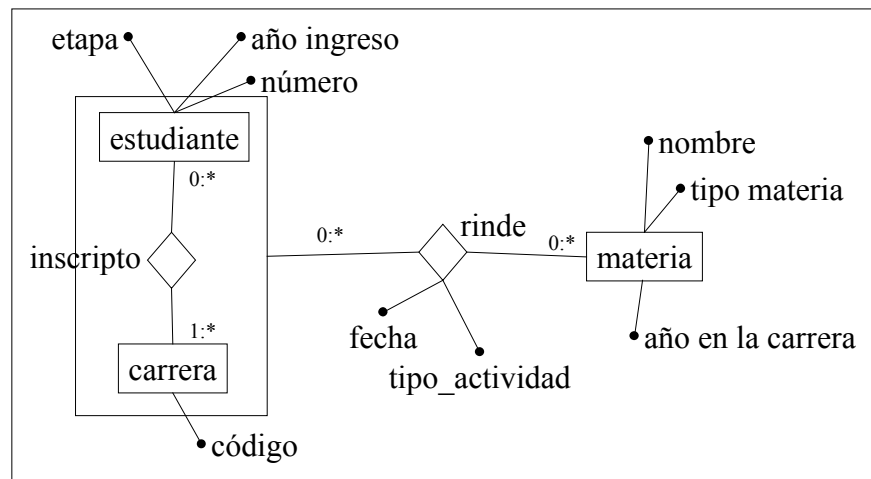 etapa
año ingreso
número
estudiante
0:*
inscripto
1:*
carrera
código
0:*
rinde
0:*
fecha
tipo_actividad
nombre
tipo materia
materia
año en la carrera